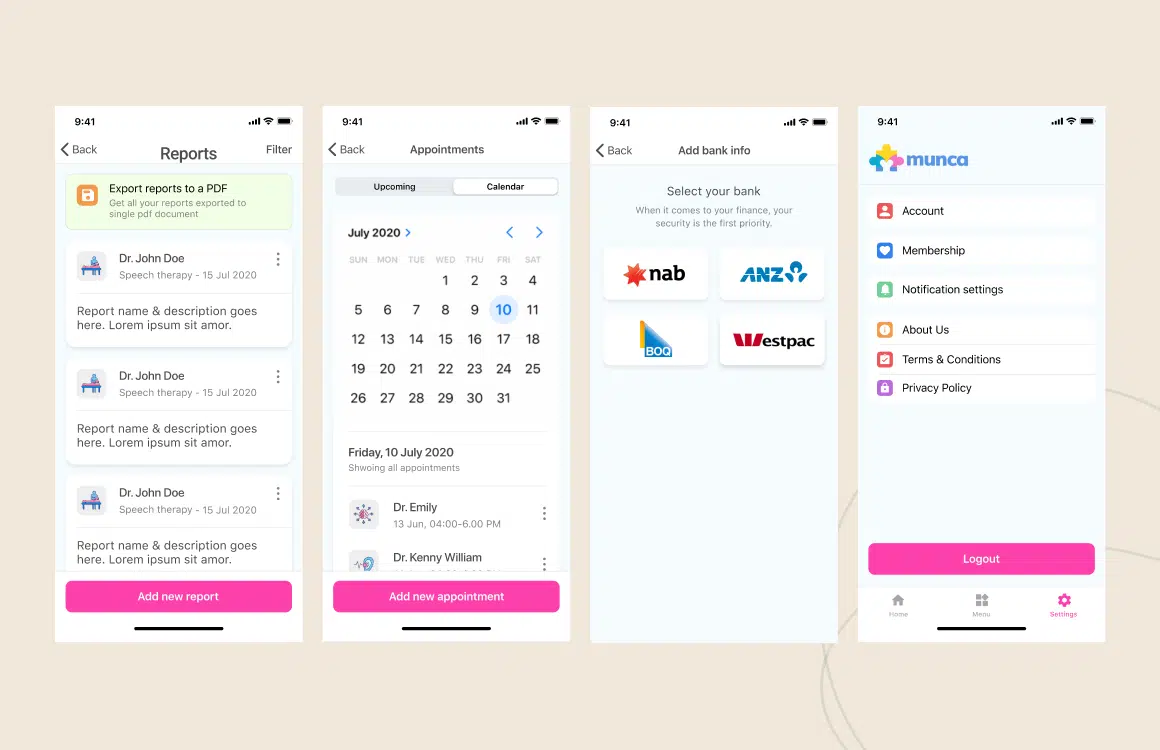 9:41
Back
Reports
Filter
Export reports to a PDF
Get all your reports exported to
single pdf document
Dr. John Doe
Speech therapy - 15 Jul 2020
Report name & description goes
here. Lorem ipsum sit amor.
Dr. John Doe
Speech therapy - 15 Jul 2020
Report name & description goes
here. Lorem ipsum sit amor.
Dr. John Doe
Speech therapy - 15 Jul 2020
Report name & description goes
here. Lorem ipsum sit amor.
Add new report
9:41
Back
Appointments
Upcoming
Calendar
July 2020
SUN MON TUE WED THU FRI SAT
1 2 3 4
5 6 7 8 9 10 11
12 13 14 15 16 17 18
19 20 21 22 23 24 25
26 27 28 29 30 31
Friday, 10 July 2020
Shwoing all appointments
Dr. Emily
13 Jun, 04:00-6.00 PM
Dr. Kenny William
Add new appointment
9:41
Back
Add bank info
Select your bank
When it comes to your finance, your
security is the first priority.
nab
ANZ
BOQ
Westpac
9:41
munca
Account
Membership
Notification settings
About Us
Terms & Conditions
Privacy Policy
Logout
Home
Menu
Settings